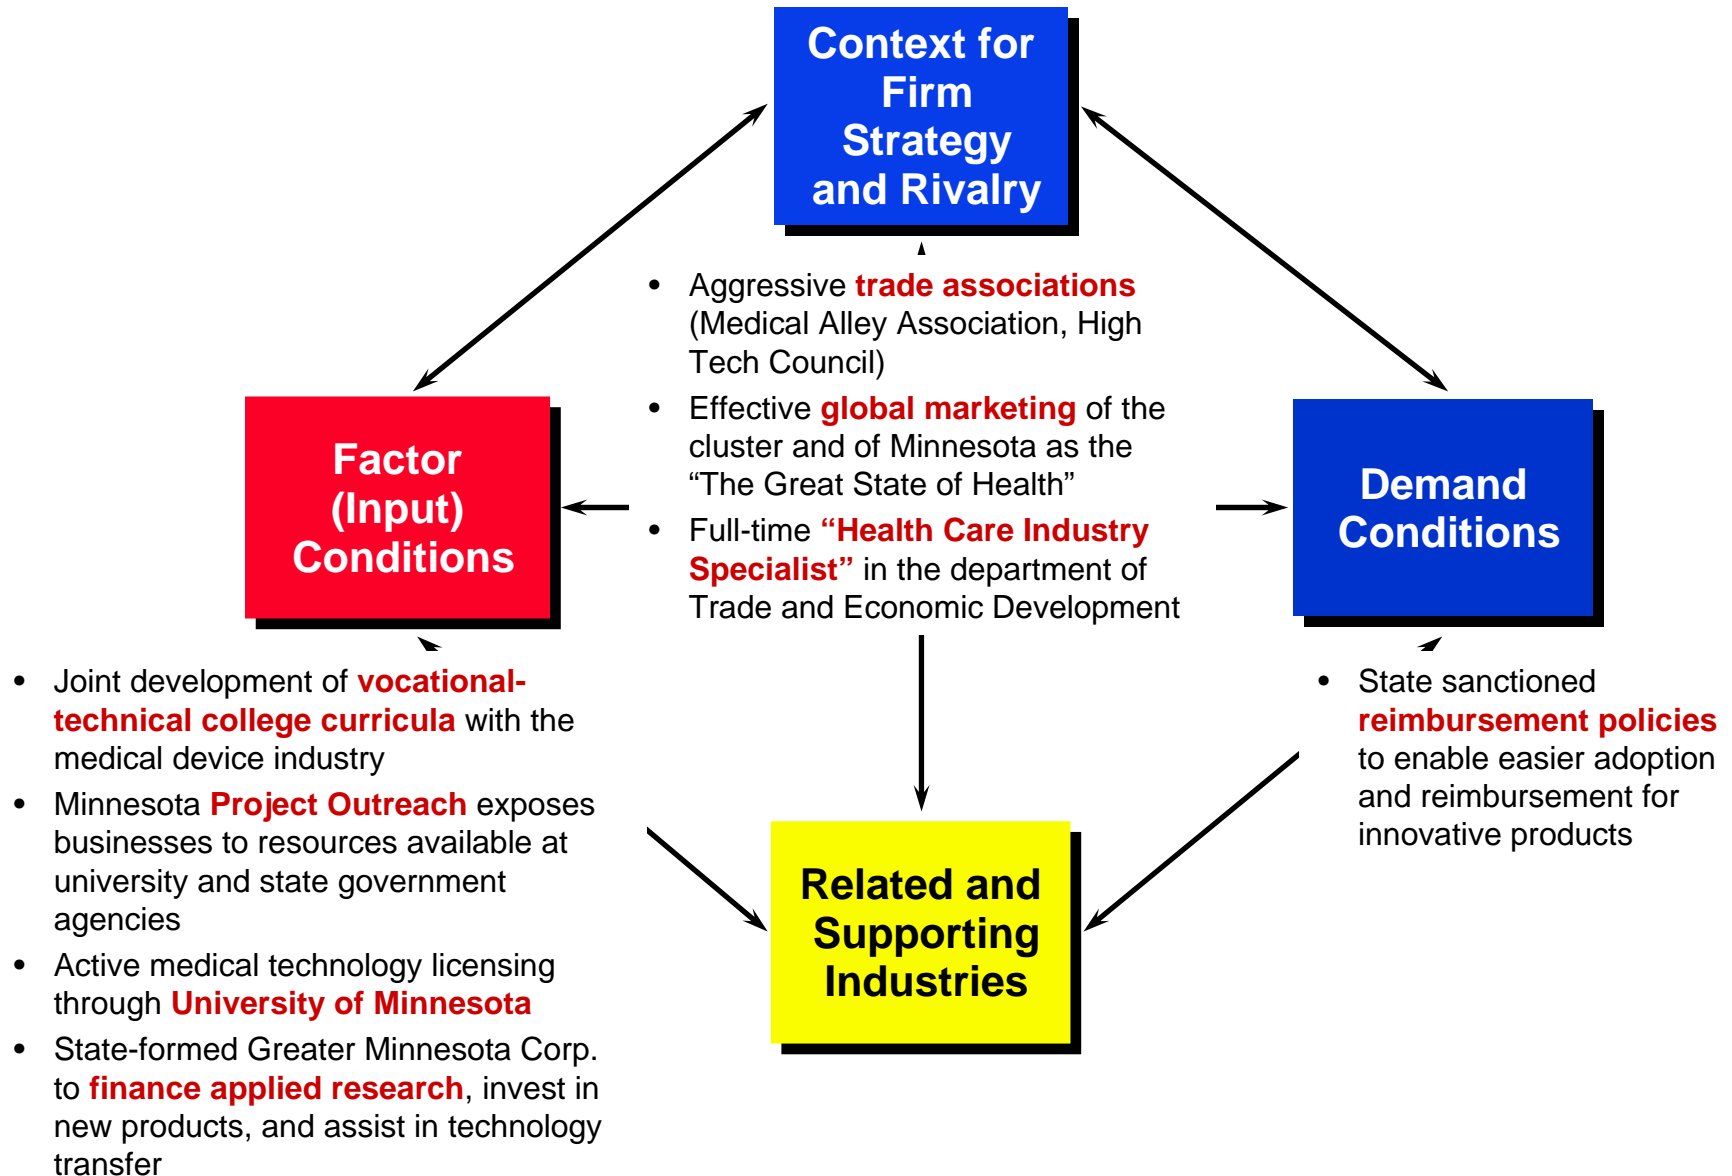 Context for
Firm
Strategy
and Rivalry
• Aggressive trade associations
(Medical Alley Association, High
Tech Council)
• Effective global marketing of the
cluster and of Minnesota as the
“The Great State of Health”
• Full-time “Health Care Industry
Specialist” in the department of
Trade and Economic Development
Factor
(Input)
Conditions
Demand
Conditions
• Joint development of vocational-
technical college curricula with the
medical device industry
• Minnesota Project Outreach exposes
businesses to resources available at
university and state government
agencies
• Active medical technology licensing
through University of Minnesota
• State-formed Greater Minnesota Corp.
to finance applied research, invest in
new products, and assist in technology
transfer
• State sanctioned
reimbursement policies
to enable easier adoption
and reimbursement for
innovative products
Related and
Supporting
Industries